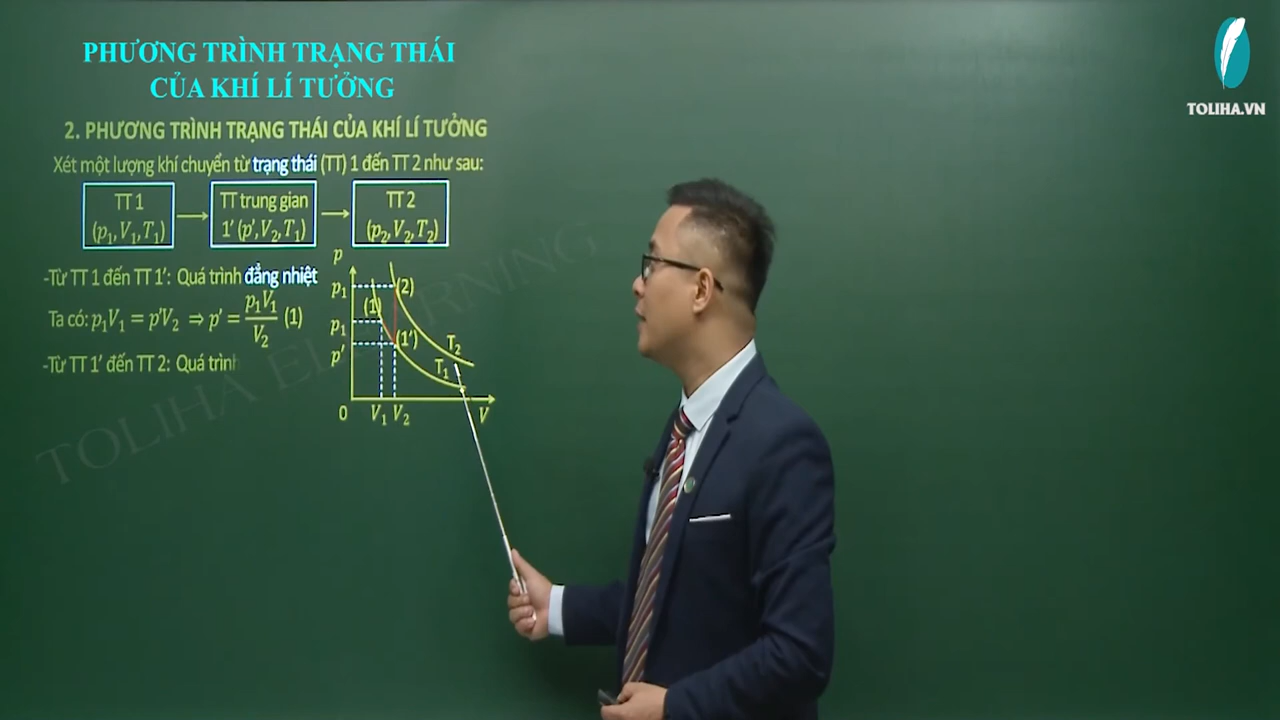 PHƯƠNG TRÌNH TRẠNG THÁI
CỦA KHÍ LÍ TƯỞNG
TOLIHA.VN
2. PHƯƠNG TRÌNH TRẠNG THÁI CỦA KHÍ LÍ TƯỞNG
Xét một lượng khí chuyển từ trạng thái (TT) 1 đến TT 2 như sau:
TT 1
(p₁,V₁,T₁)
TT trung gian
1′ (p′,V₂,T₁)
TT 2
(p₂,V₂,T₂)
-Từ TT 1 đến TT 1′: Quá trình đẳng nhiệt
Ta có: p₁V₁ = p′V₂ ⇒ p′ = p₁V₁/V₂ (1)
-Từ TT 1′ đến TT 2: Quá trình
p
p₁
(2)
(1)
p₁
(1′)
p′
T₂
T₁
0
V₁
V₂
V
TOLIHA ELEARNING